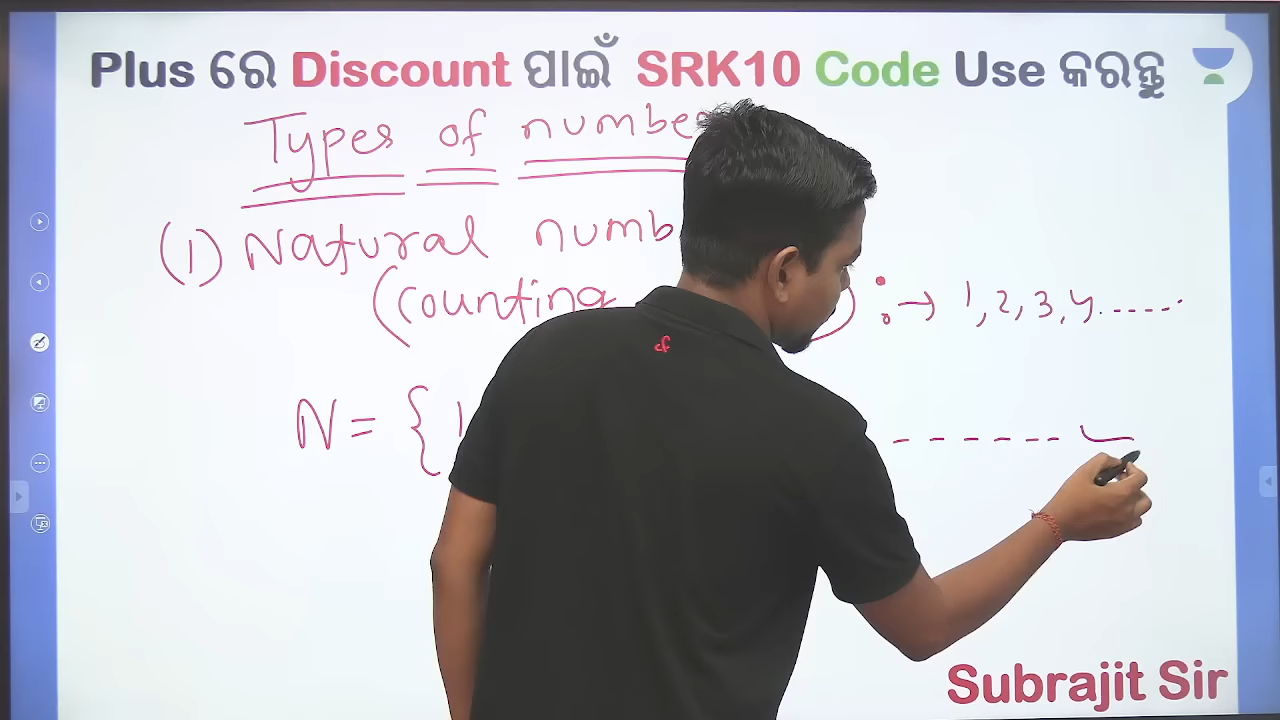 Plus ରେ Discount ପାଇଁ SRK10 Code Use କରନ୍ତୁ
Types of numbe
(1) Natural numb
(counting ) : → 1, 2, 3, 4......
N = { 1 ------
Subrajit Sir